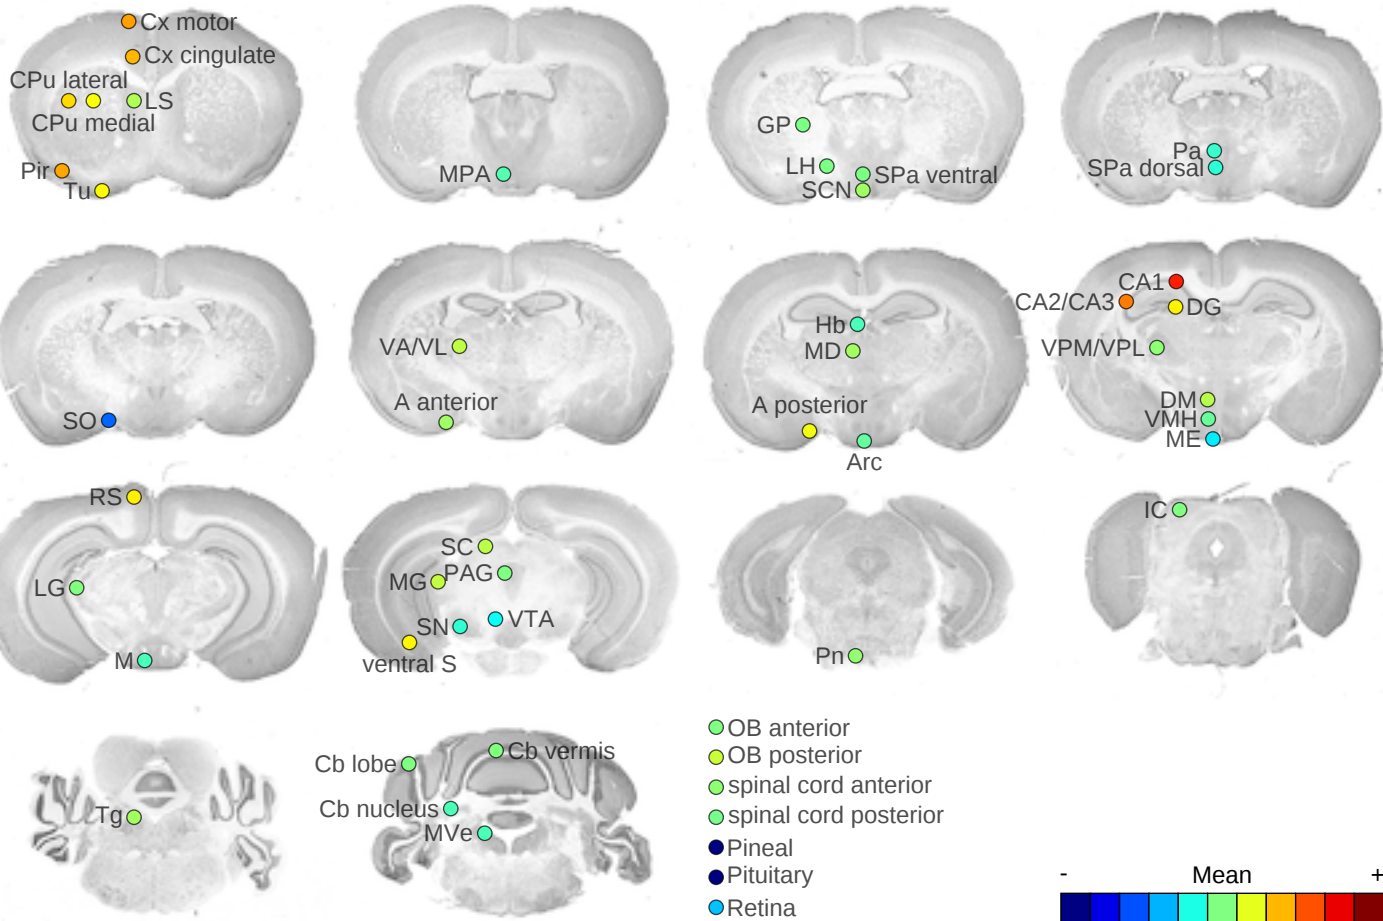 Cx motor
Cx cingulate
CPu lateral
LS
CPu medial
Pir
Tu
MPA
GP
LH
SPa ventral
SCN
Pa
SPa dorsal
SO
VA/VL
A anterior
Hb
MD
A posterior
Arc
CA1
CA2/CA3
DG
VPM/VPL
DM
VMH
ME
RS
LG
M
SC
PAG
MG
SN
VTA
ventral S
Pn
IC
Tg
Cb vermis
Cb lobe
Cb nucleus
MVe
OB anterior
OB posterior
spinal cord anterior
spinal cord posterior
Pineal
Pituitary
Retina
- Mean +